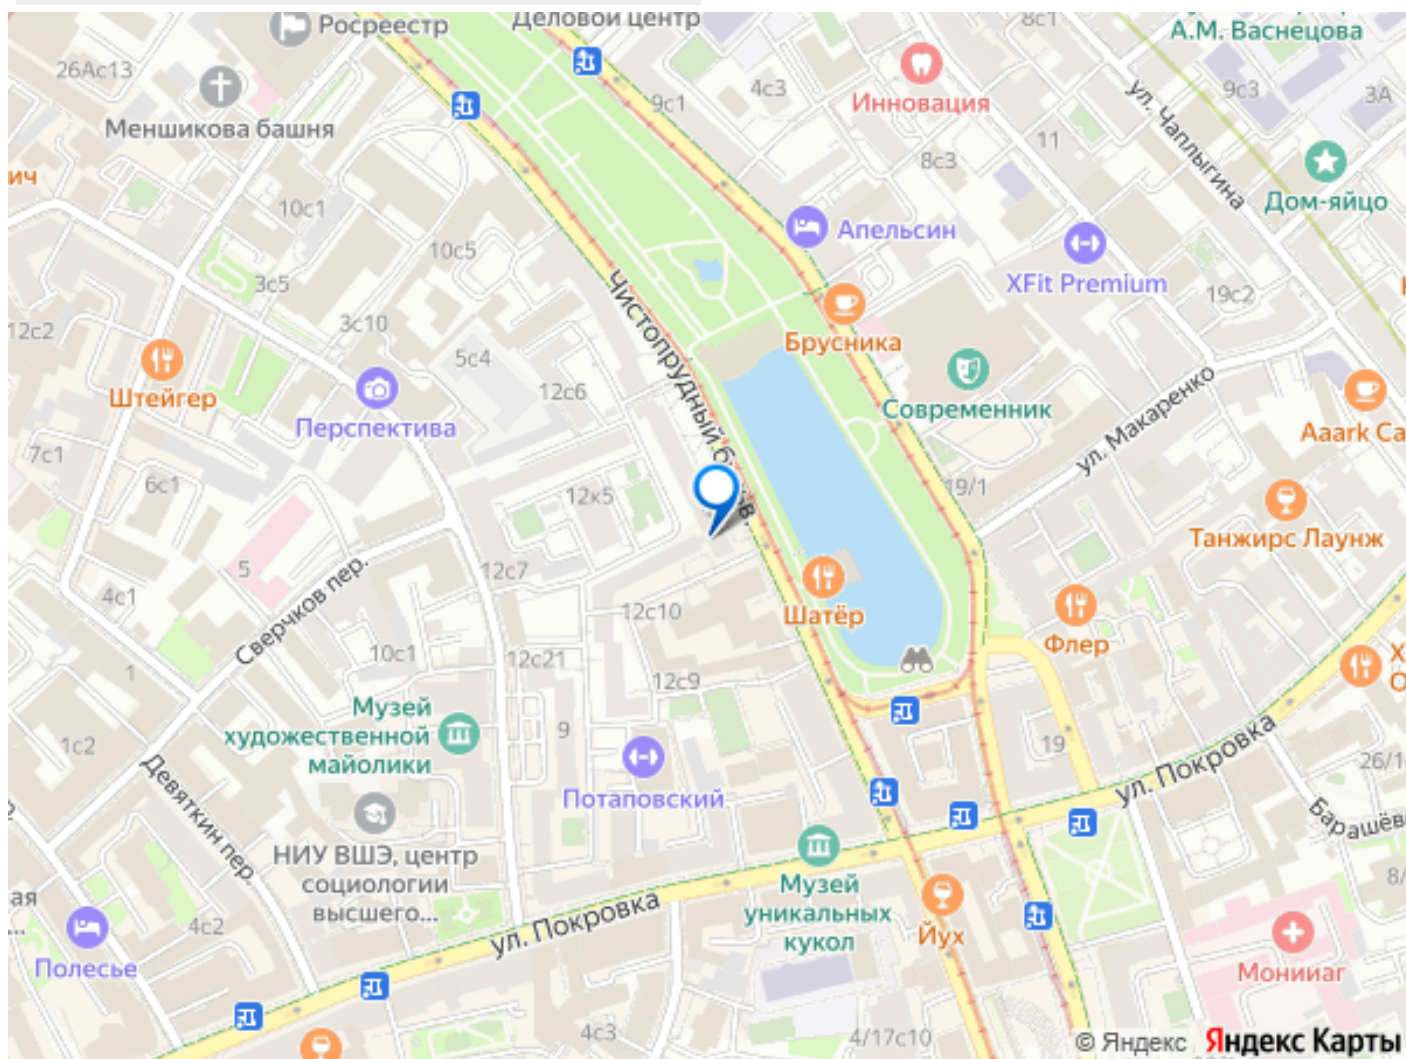 Росреестр
Деловой центр
8с1
А.М. Васнецова
26Ас13
4с3
9с3
3А
9с1
Инновация
ул. Чаплыгина
Меншикова башня
11
8с3
ич
Дом-яйцо
10с1
Апельсин
10с5
XFit Premium
3с5
19с2
Чистопрудный б
12с2
3с10
Брусника
5с4
Штейгер
12с6
Современник
ул. Макаренко
Перспектива
Aaark Ca
7с1
6с1
12к5
19/1
Танжирс Лаунж
5
12с7
4с1
Сверчков пер.
12с10
Шатёр
Флер
10с1
12с21
1
12с9
Музей
художественной
майолики
1с2
9
19
ул. Покровка
26/1
Девяткин пер.
Потаповский
Барашёв
НИУ ВШЭ, центр
социологии
высшего...
Музей
уникальных
кукол
8/
ая
4с2
ул. Покровка
Йух
Полесье
Мониаг
4с3
4/17с10
© Яндекс Яндекс Карты